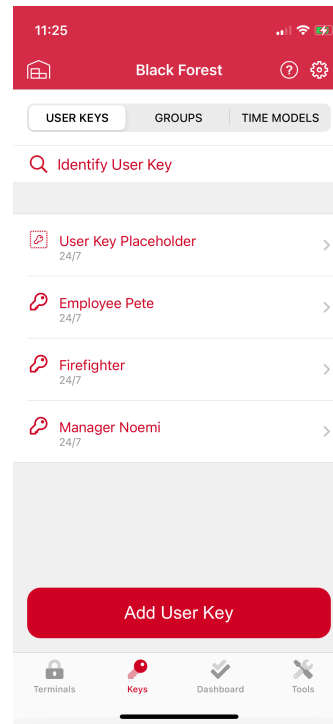 11:25
Black Forest
USER KEYS GROUPS TIME MODELS
Identify User Key
User Key Placeholder
24/7
Employee Pete
24/7
Firefighter
24/7
Manager Noemi
24/7
Add User Key
Terminals Keys Dashboard Tools